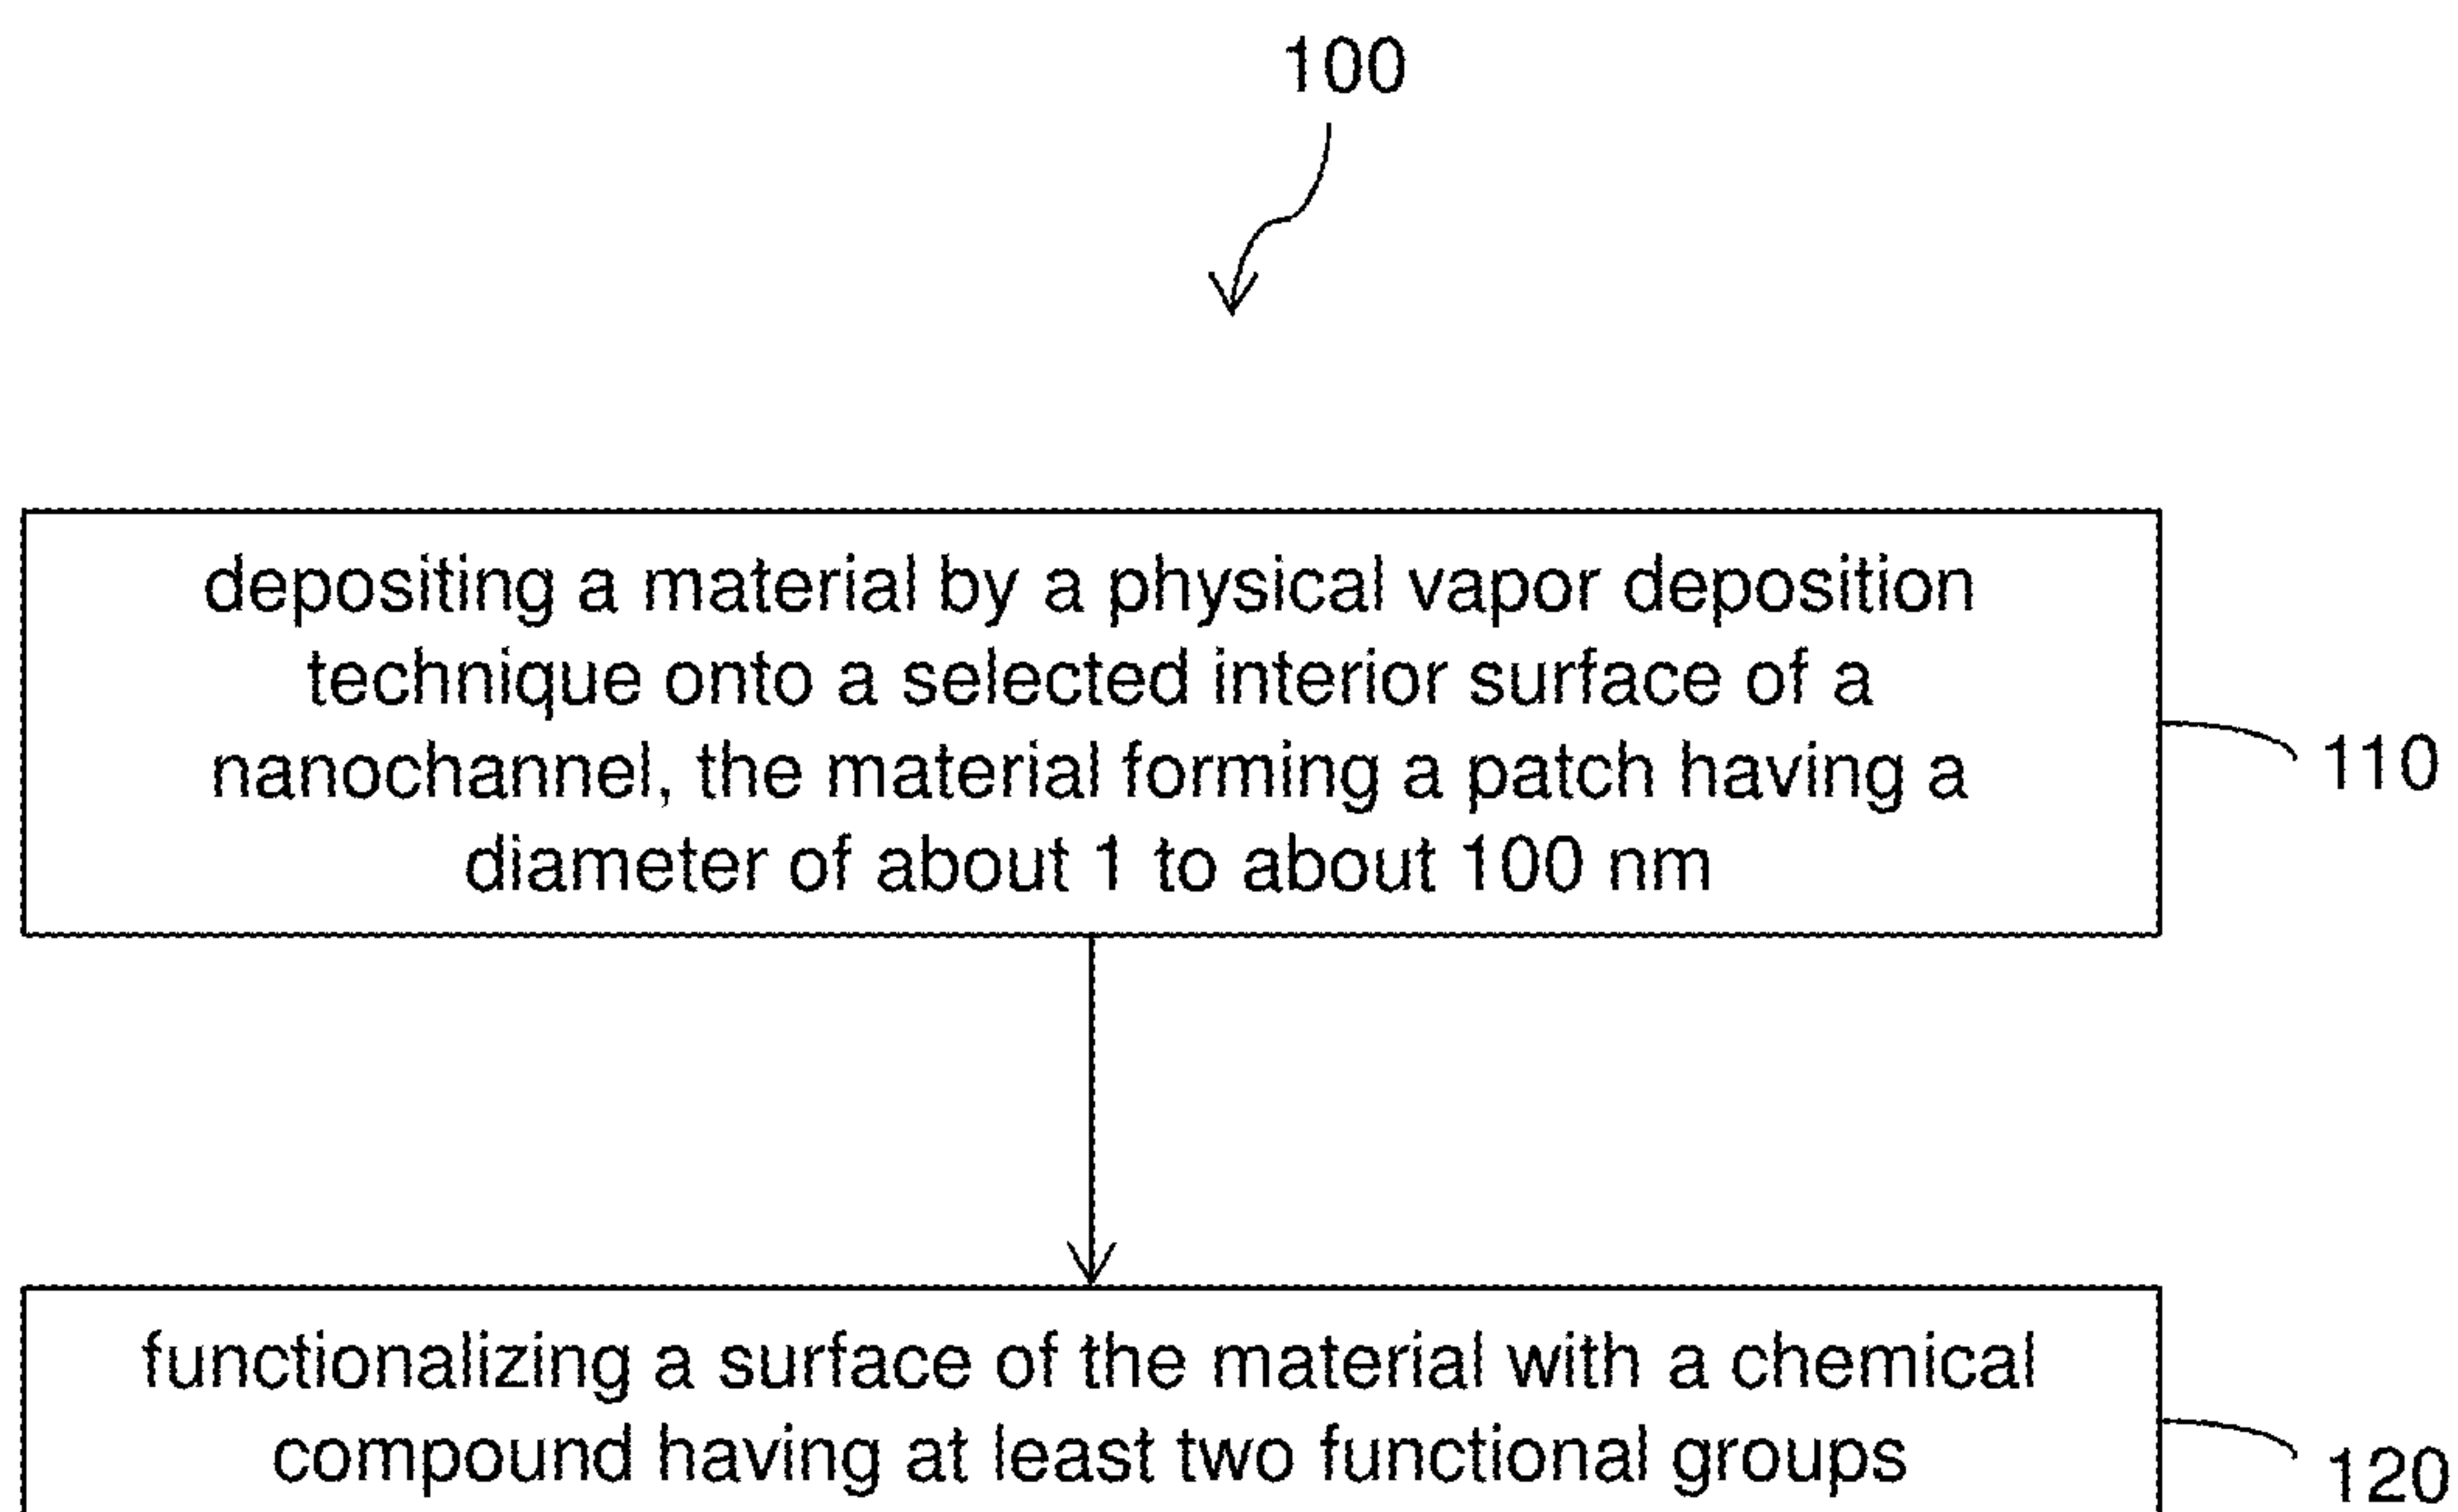 100
depositing a material by a physical vapor deposition
technique onto a selected interior surface of a
nanochannel, the material forming a patch having a
diameter of about 1 to about 100 nm
110
functionalizing a surface of the material with a chemical
compound having at least two functional groups
120